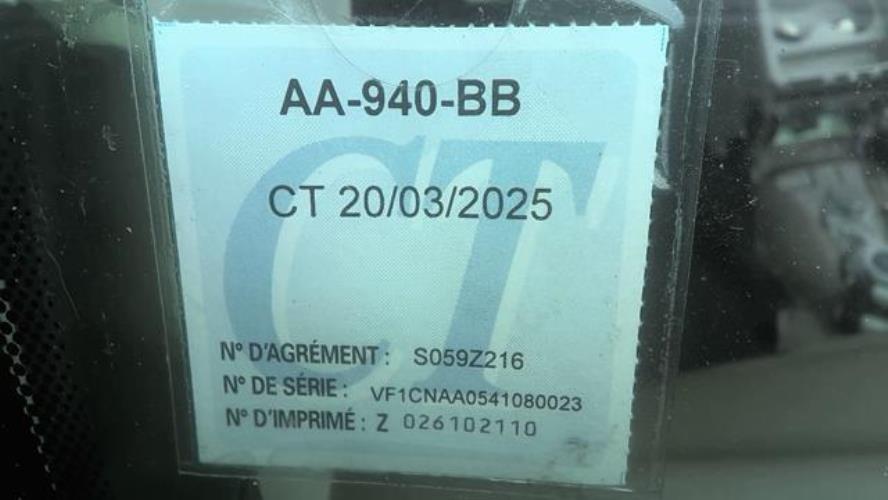 AA-940-BB
CT
CT 20/03/2025
N° D'AGRÉMENT : S059Z216
N° DE SÉRIE : VF1CNAA0541080023
N° D'IMPRIMÉ : Z 026102110